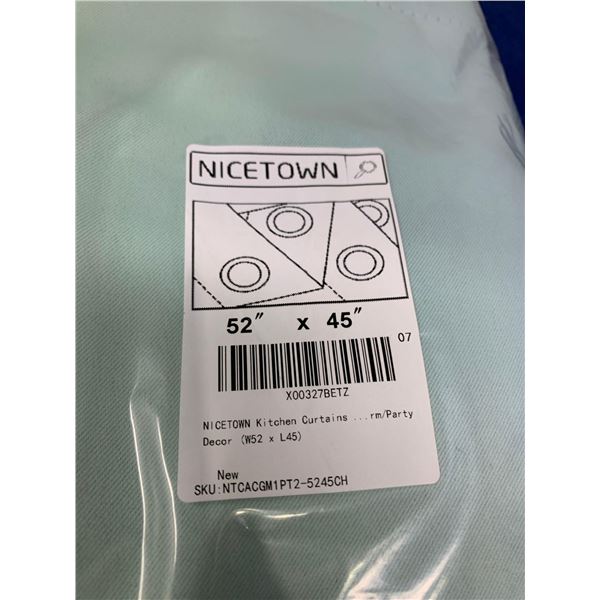 NICETOWN
52″ x 45″
07
X00327BETZ
NICETOWN Kitchen Curtains ...rm/Party
Decor (W52 x L45)
New
SKU:NTCACGM1PT2-5245CH